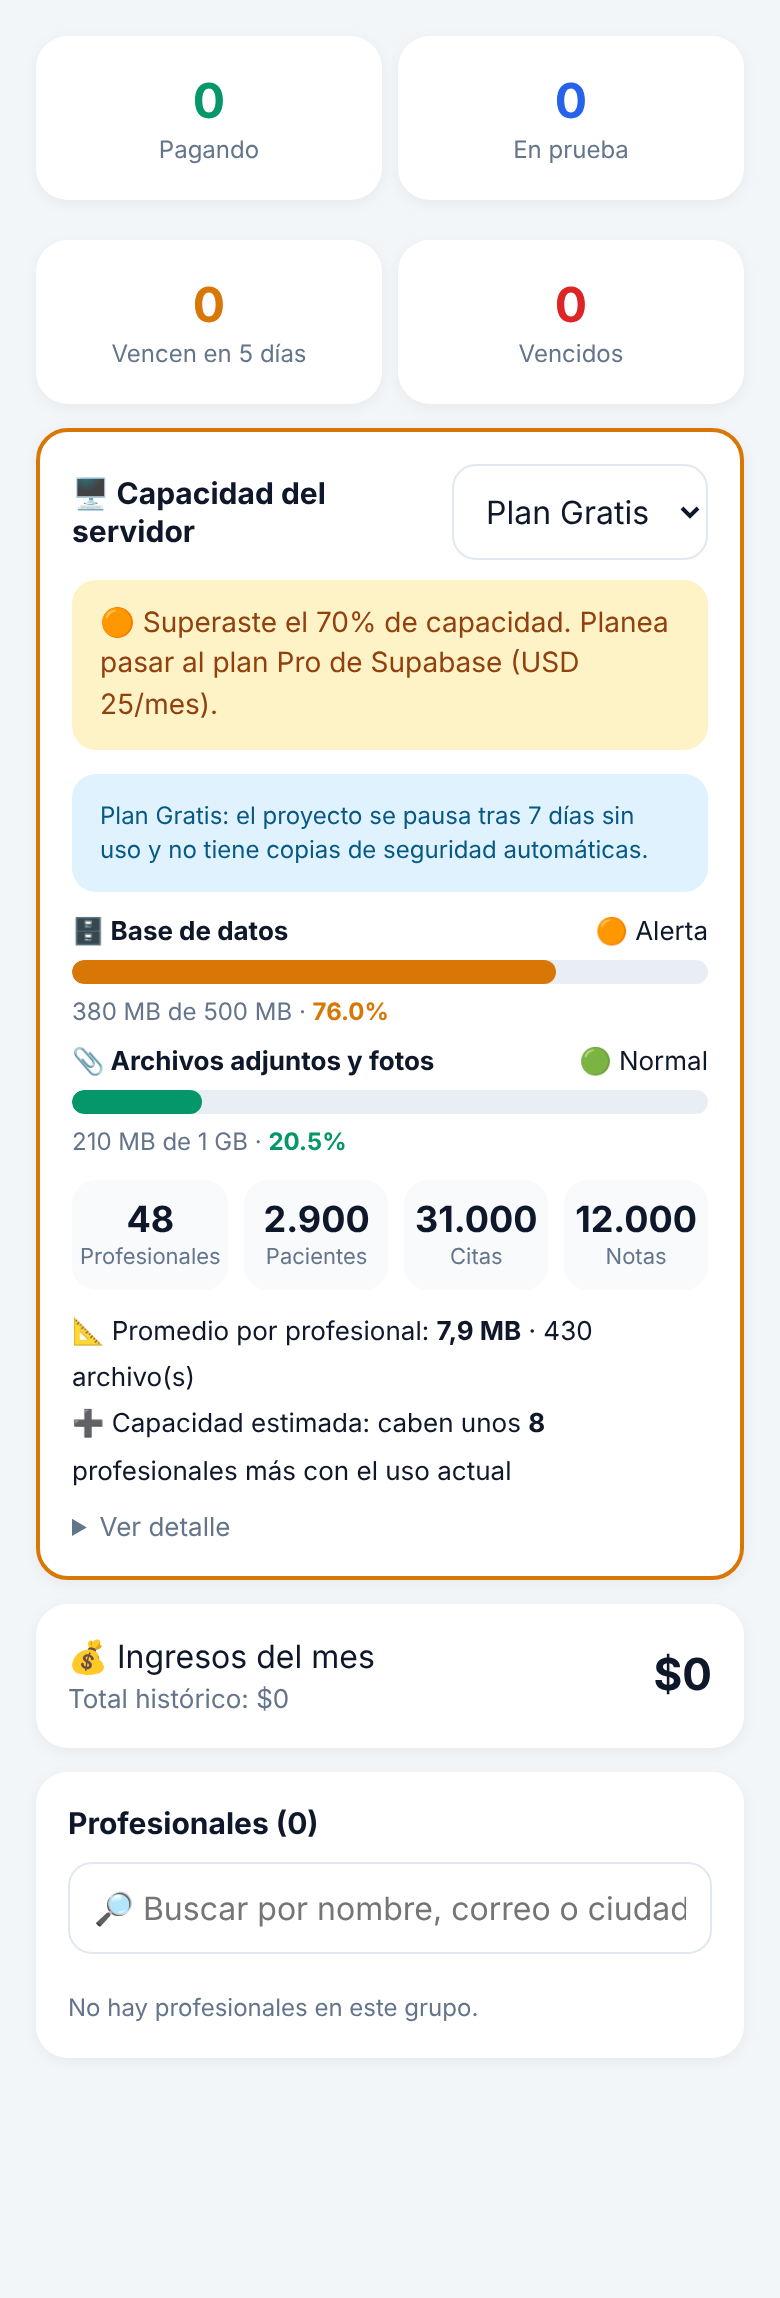 0
Pagando
0
En prueba
0
Vencen en 5 días
0
Vencidos
🖥️ Capacidad del
servidor
Plan Gratis
🟠 Superaste el 70% de capacidad. Planea
pasar al plan Pro de Supabase (USD
25/mes).
Plan Gratis: el proyecto se pausa tras 7 días sin
uso y no tiene copias de seguridad automáticas.
🗄️ Base de datos
🟠 Alerta
380 MB de 500 MB · 76.0%
📎 Archivos adjuntos y fotos
🟢 Normal
210 MB de 1 GB · 20.5%
48
Profesionales
2.900
Pacientes
31.000
Citas
12.000
Notas
📐 Promedio por profesional: 7,9 MB · 430
archivo(s)
➕ Capacidad estimada: caben unos 8
profesionales más con el uso actual
▶ Ver detalle
💰 Ingresos del mes
Total histórico: $0
$0
Profesionales (0)
🔎 Buscar por nombre, correo o ciudad
No hay profesionales en este grupo.